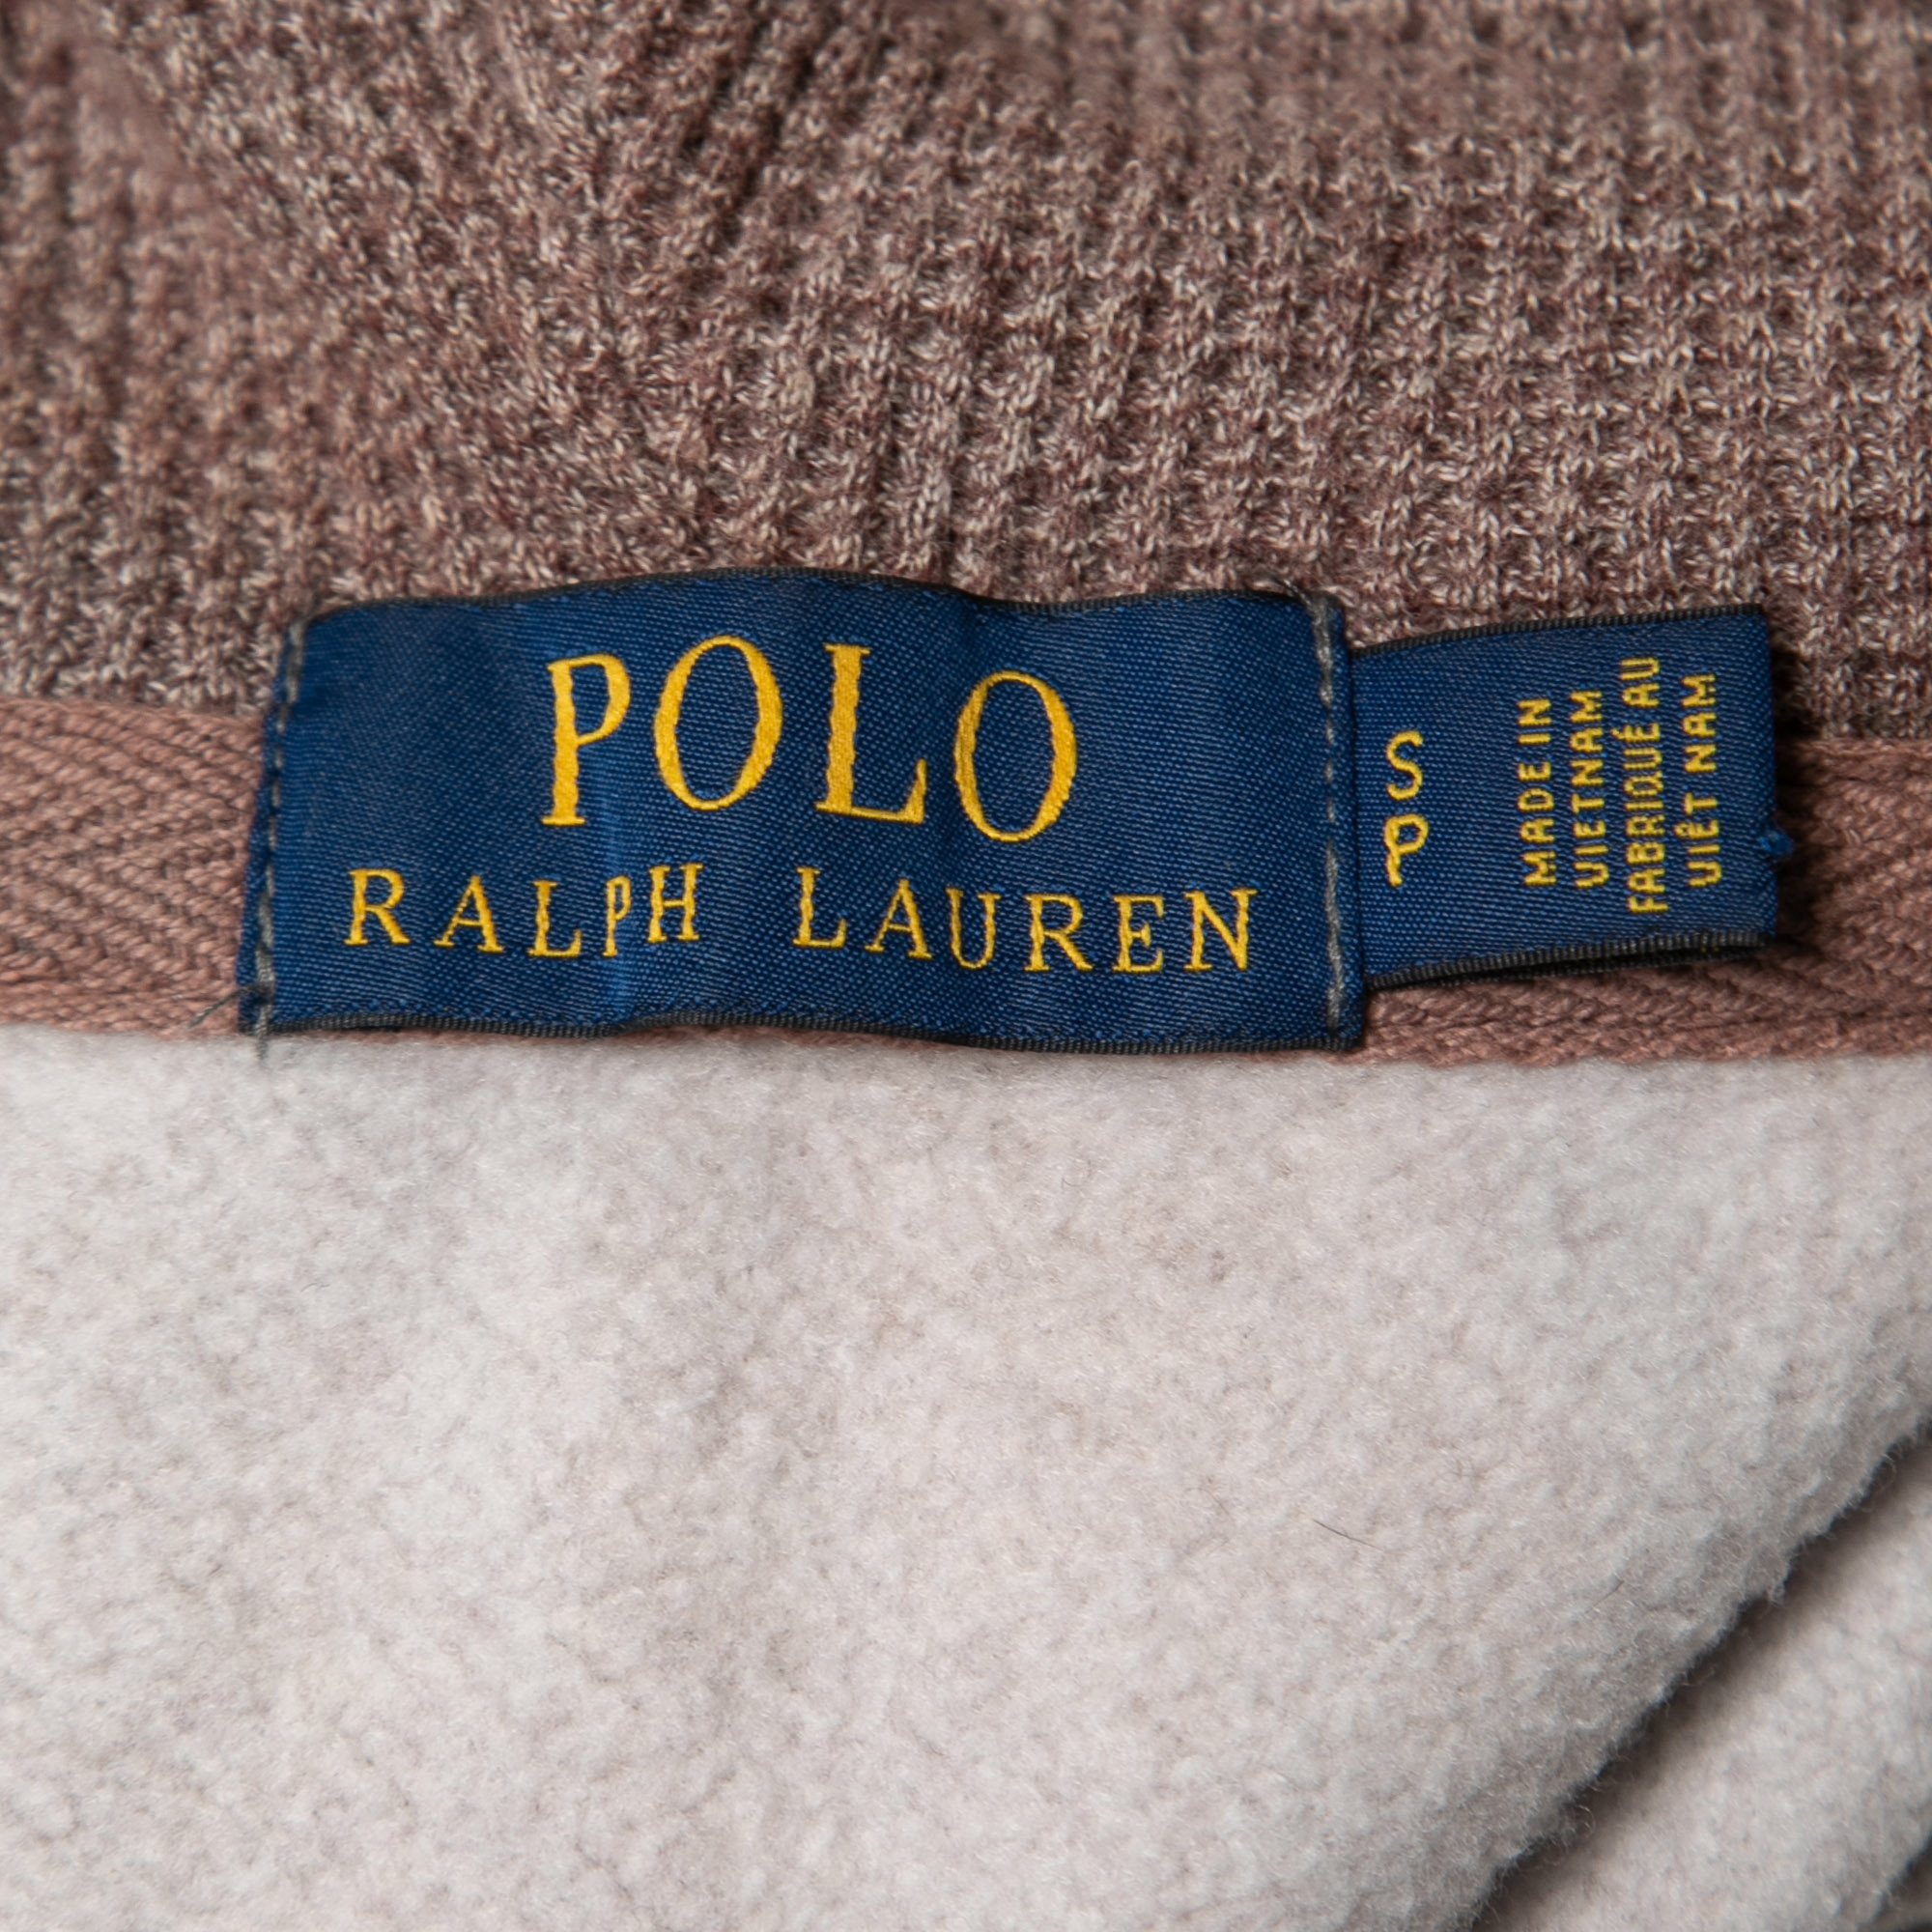 POLO
RALPH LAUREN
S
P
MADE IN
VIETNAM
FABRIQUÉ AU
VIÊT NAM